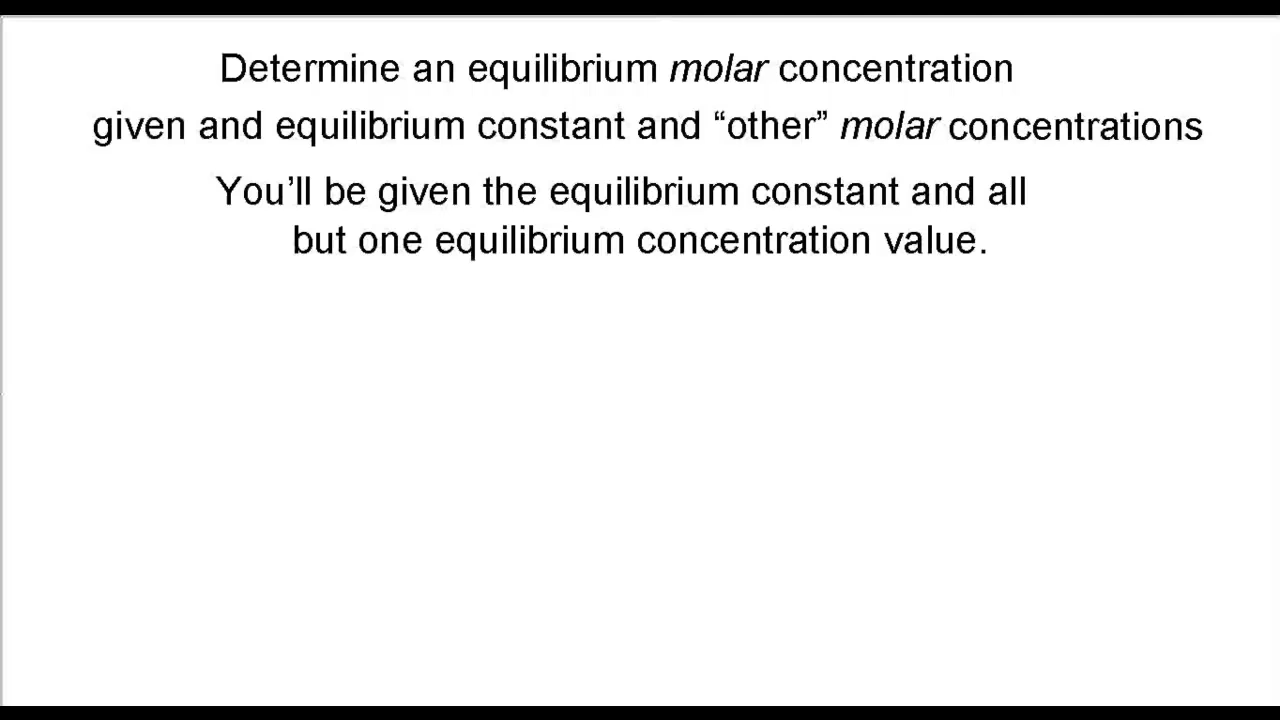 Determine an equilibrium molar concentration
given and equilibrium constant and “other” molar concentrations
You’ll be given the equilibrium constant and all
but one equilibrium concentration value.